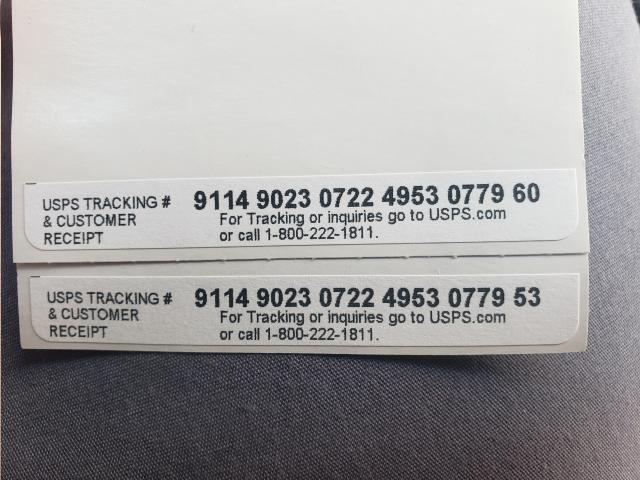 USPS TRACKING # 9114 9023 0722 4953 0779 60
& CUSTOMER For Tracking or inquiries go to USPS.com
RECEIPT or call 1-800-222-1811.
USPS TRACKING # 9114 9023 0722 4953 0779 53
& CUSTOMER For Tracking or inquiries go to USPS.com
RECEIPT or call 1-800-222-1811.